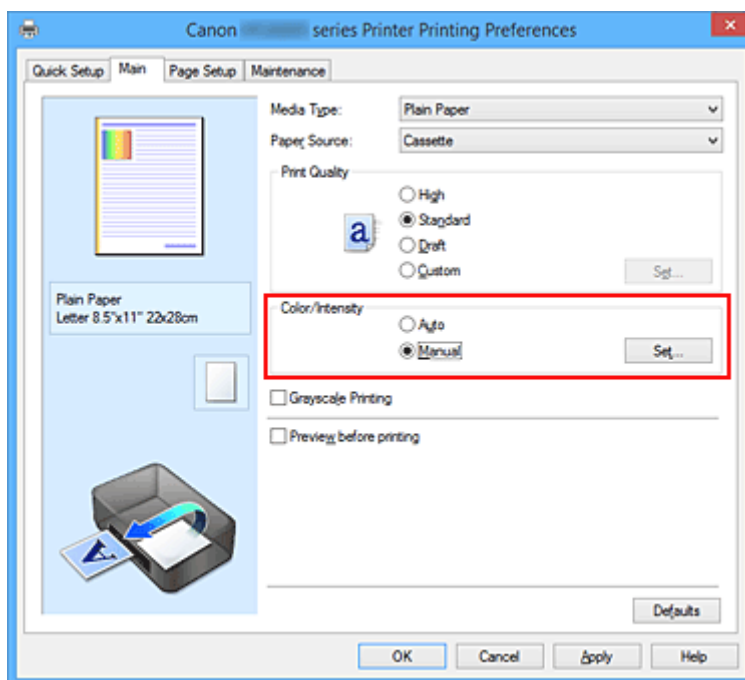 Canon series Printer Printing Preferences
Quick Setup Main Page Setup Maintenance
Media Type: Plain Paper
Paper Source: Cassette
Print Quality
High
Standard
Draft
Custom Set...
a
Plain Paper
Letter 8.5"x11" 22x28cm
Color/Intensity
Auto
Manual Set...
Grayscale Printing
Preview before printing
A
Defaults
OK Cancel Apply Help